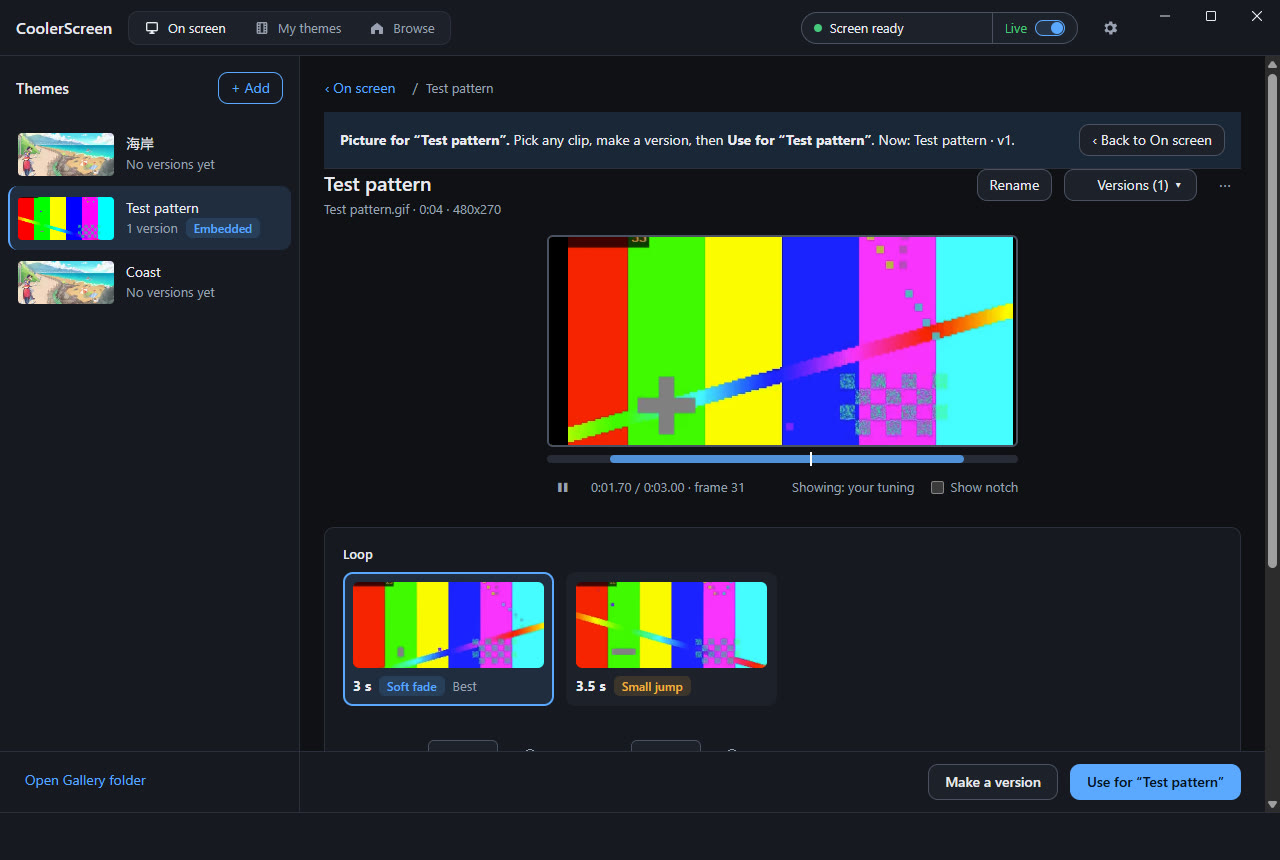 CoolerScreen
On screen
My themes
Browse
Screen ready
Live
Themes
+ Add
海岸
No versions yet
Test pattern
1 version Embedded
Coast
No versions yet
Open Gallery folder
‹ On screen / Test pattern
Picture for “Test pattern”. Pick any clip, make a version, then Use for “Test pattern”. Now: Test pattern · v1.
‹ Back to On screen
Test pattern
Rename
Versions (1) ▾
···
Test pattern.gif · 0:04 · 480x270
0:01.70 / 0:03.00 · frame 31
Showing: your tuning
Show notch
Loop
3 s Soft fade Best
3.5 s Small jump
Make a version
Use for “Test pattern”